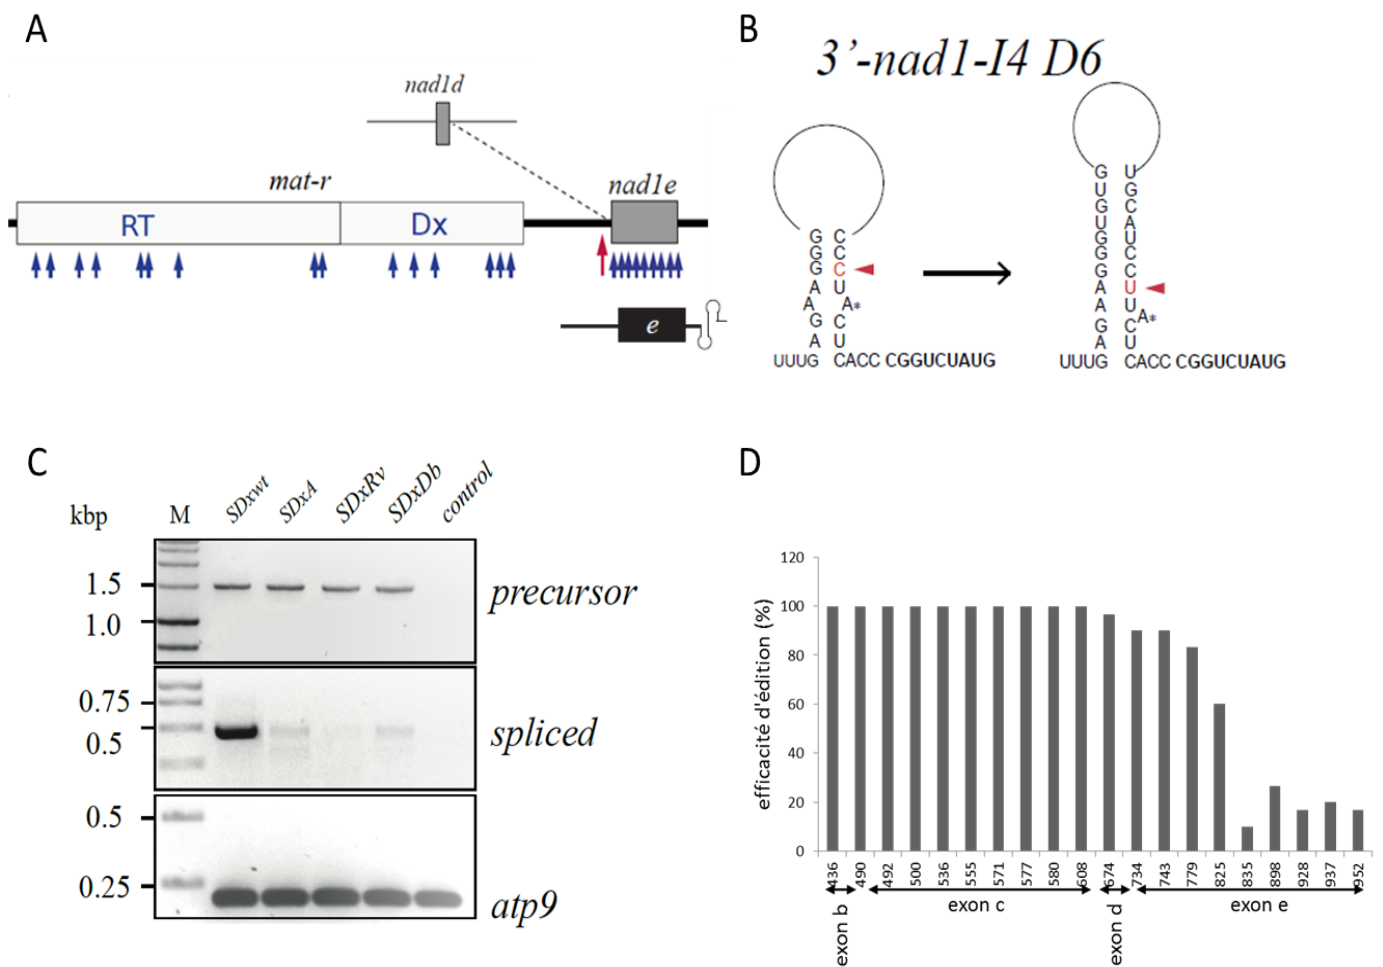 A
nad1d
mat-r
nad1e
RT
Dx
e
B
3’-nad1-I4 D6
G C
G C
G C
A U
A A*
G C
A U
UUUG CACC CGGUCUAUG
G U
U G
G C
U A
G U
G C
G C
A U
A U
A*
G C
A U
UUUG CACC CGGUCUAUG
C
kbp
M
SDxwt
SDxA
SDxRv
SDxDb
control
1.5
1.0
precursor
0.75
0.5
spliced
0.5
0.25
atp9
D
efficacité d'édition (%)
120
100
80
60
40
20
0
436 490 492 500 536 555 571 577 580 608 674 734 743 779 825 835 898 928 937 952
exon b
exon c
exon d
exon e